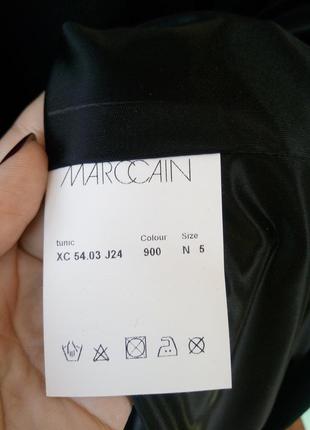 MARCCAIN
tunic Colour Size
XC 54.03 J24 900 N 5